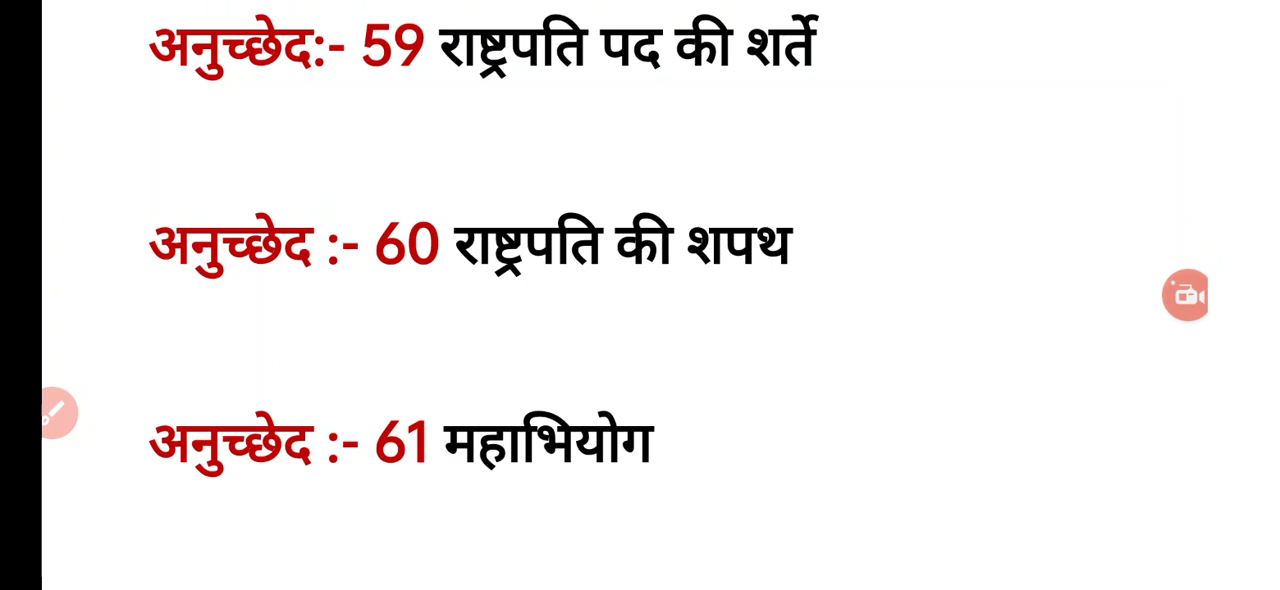 अनुच्छेद:- 59 राष्ट्रपति पद की शर्ते
अनुच्छेद :- 60 राष्ट्रपति की शपथ
अनुच्छेद :- 61 महाभियोग